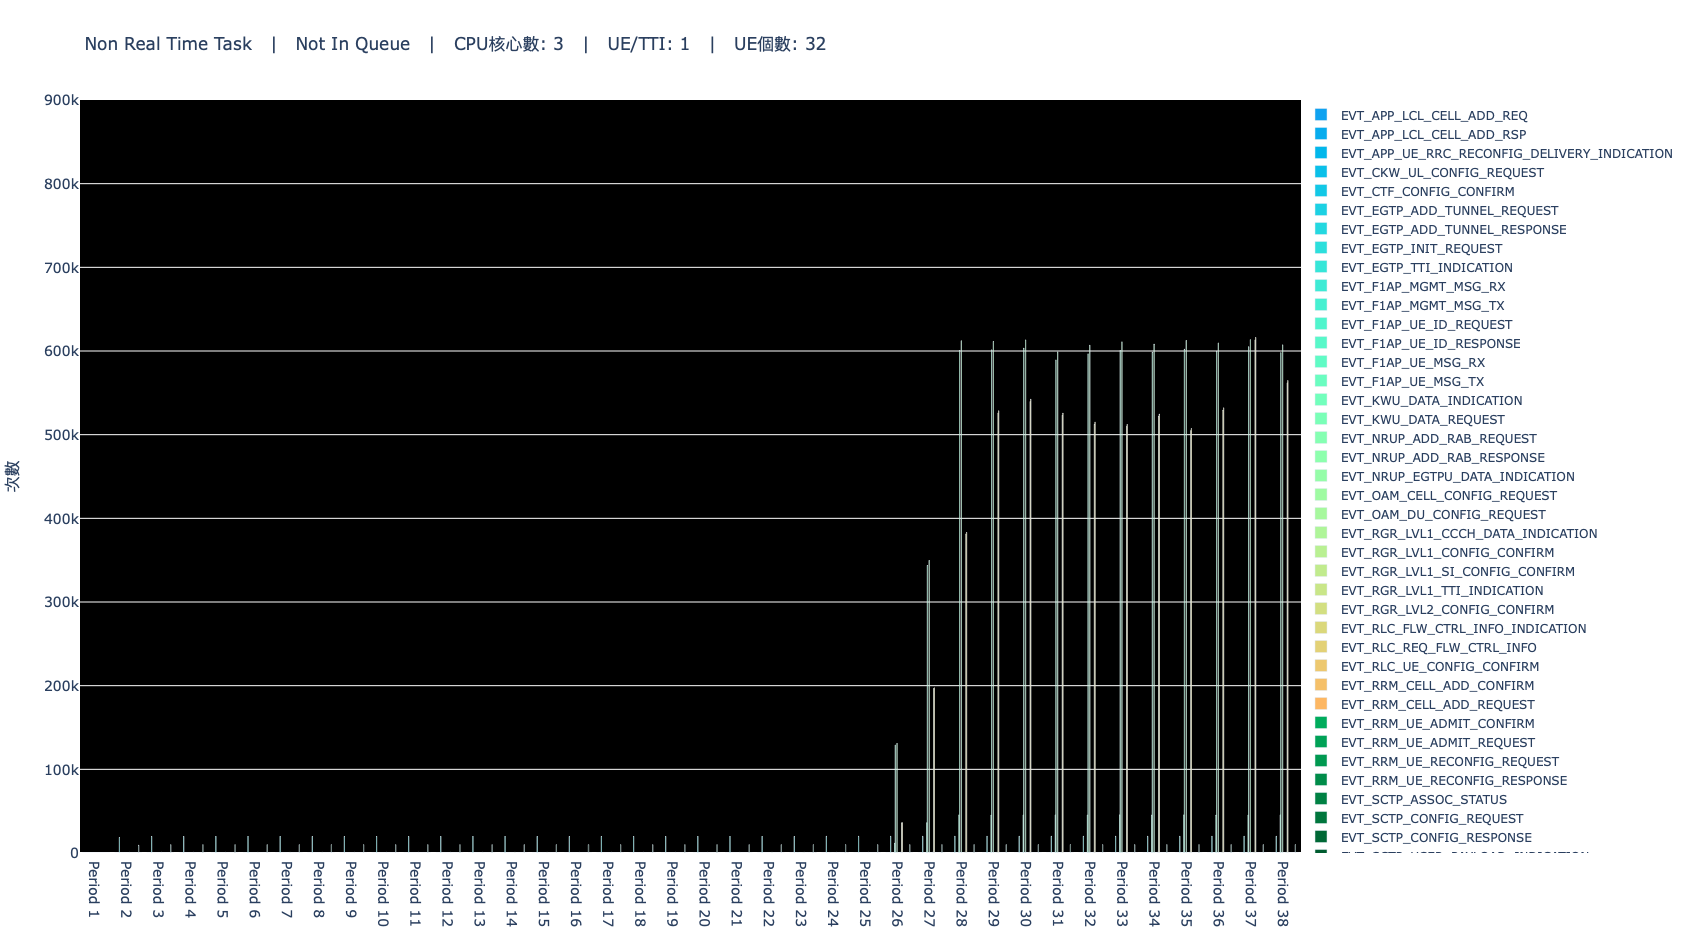 Non Real Time Task | Not In Queue | CPU核心數: 3 | UE/TTI: 1 | UE個數: 32
900k
800k
700k
600k
500k
400k
300k
200k
100k
0
次數
Period 1
Period 2
Period 3
Period 4
Period 5
Period 6
Period 7
Period 8
Period 9
Period 10
Period 11
Period 12
Period 13
Period 14
Period 15
Period 16
Period 17
Period 18
Period 19
Period 20
Period 21
Period 22
Period 23
Period 24
Period 25
Period 26
Period 27
Period 28
Period 29
Period 30
Period 31
Period 32
Period 33
Period 34
Period 35
Period 36
Period 37
Period 38
EVT_APP_LCL_CELL_ADD_REQ
EVT_APP_LCL_CELL_ADD_RSP
EVT_APP_UE_RRC_RECONFIG_DELIVERY_INDICATION
EVT_CKW_UL_CONFIG_REQUEST
EVT_CTF_CONFIG_CONFIRM
EVT_EGTP_ADD_TUNNEL_REQUEST
EVT_EGTP_ADD_TUNNEL_RESPONSE
EVT_EGTP_INIT_REQUEST
EVT_EGTP_TTI_INDICATION
EVT_F1AP_MGMT_MSG_RX
EVT_F1AP_MGMT_MSG_TX
EVT_F1AP_UE_ID_REQUEST
EVT_F1AP_UE_ID_RESPONSE
EVT_F1AP_UE_MSG_RX
EVT_F1AP_UE_MSG_TX
EVT_KWU_DATA_INDICATION
EVT_KWU_DATA_REQUEST
EVT_NRUP_ADD_RAB_REQUEST
EVT_NRUP_ADD_RAB_RESPONSE
EVT_NRUP_EGTPU_DATA_INDICATION
EVT_OAM_CELL_CONFIG_REQUEST
EVT_OAM_DU_CONFIG_REQUEST
EVT_RGR_LVL1_CCCH_DATA_INDICATION
EVT_RGR_LVL1_CONFIG_CONFIRM
EVT_RGR_LVL1_SI_CONFIG_CONFIRM
EVT_RGR_LVL1_TTI_INDICATION
EVT_RGR_LVL2_CONFIG_CONFIRM
EVT_RLC_FLW_CTRL_INFO_INDICATION
EVT_RLC_REQ_FLW_CTRL_INFO
EVT_RLC_UE_CONFIG_CONFIRM
EVT_RRM_CELL_ADD_CONFIRM
EVT_RRM_CELL_ADD_REQUEST
EVT_RRM_UE_ADMIT_CONFIRM
EVT_RRM_UE_ADMIT_REQUEST
EVT_RRM_UE_RECONFIG_REQUEST
EVT_RRM_UE_RECONFIG_RESPONSE
EVT_SCTP_ASSOC_STATUS
EVT_SCTP_CONFIG_REQUEST
EVT_SCTP_CONFIG_RESPONSE